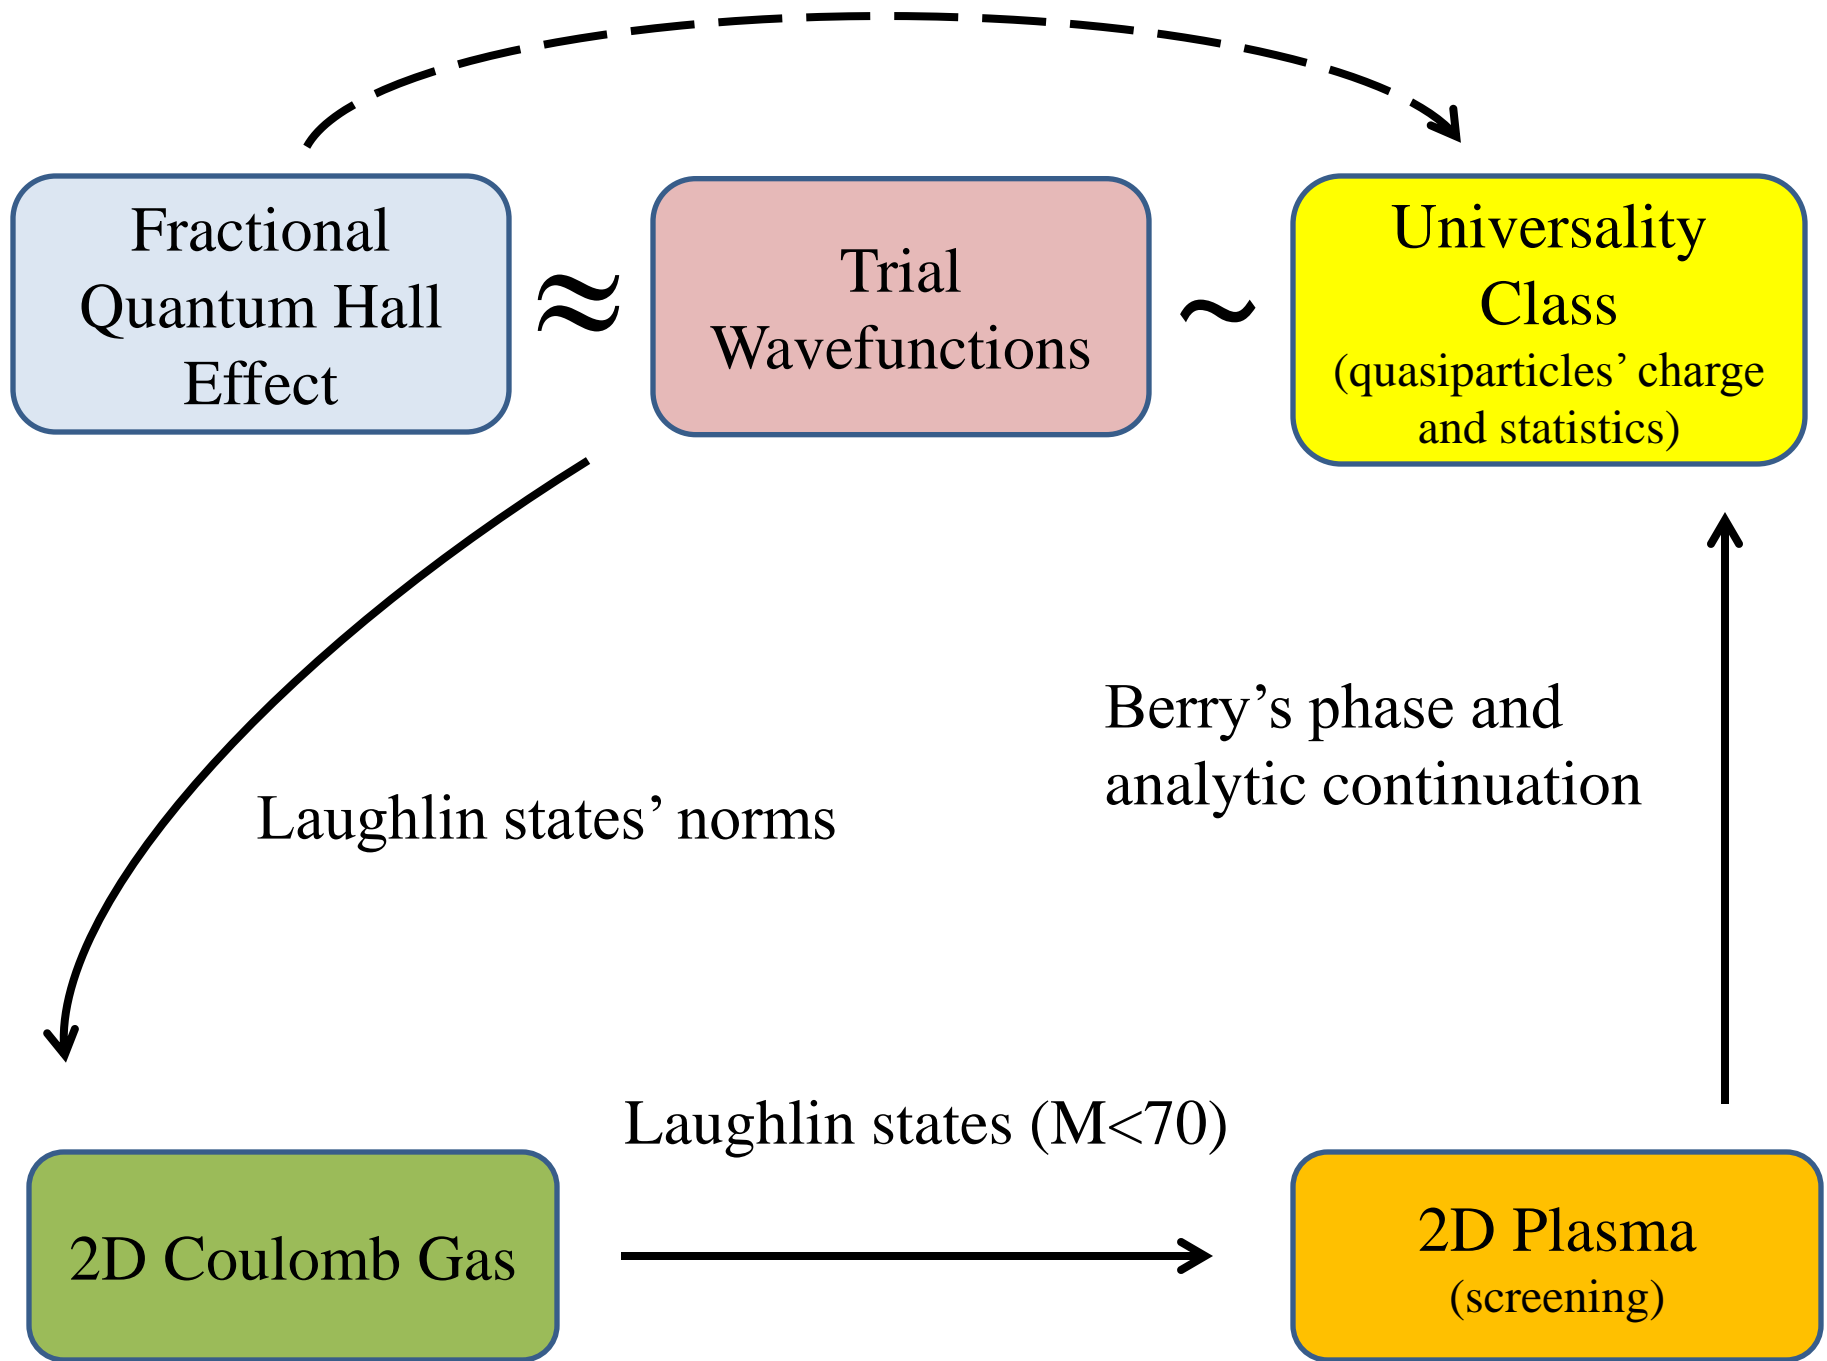 Fractional
Quantum Hall
Effect
≈
Trial
Wavefunctions
~
Universality
Class
(quasiparticles’ charge
and statistics)
Laughlin states’ norms
Berry’s phase and
analytic continuation
Laughlin states (M<70)
2D Coulomb Gas
2D Plasma
(screening)